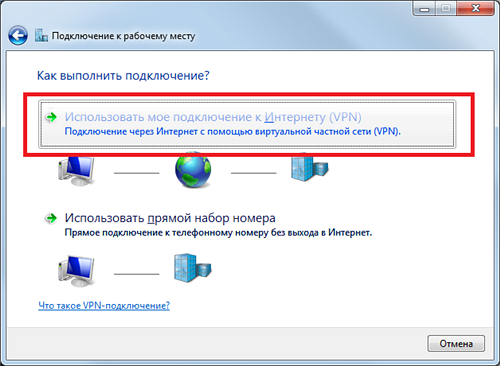 Подключение к рабочему месту
Как выполнить подключение?
Использовать мое подключение к Интернету (VPN)
Подключение через Интернет с помощью виртуальной частной сети (VPN).
Использовать прямой набор номера
Прямое подключение к телефонному номеру без выхода в Интернет.
Что такое VPN-подключение?
Отмена